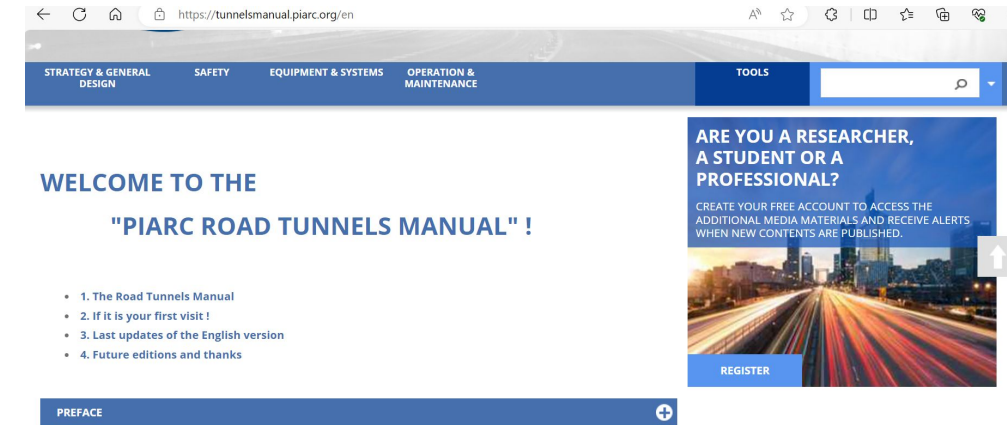 https://tunnelsmanual.piarc.org/en
STRATEGY & GENERAL
DESIGN
SAFETY
EQUIPMENT & SYSTEMS
OPERATION &
MAINTENANCE
TOOLS
WELCOME TO THE
"PIARC ROAD TUNNELS MANUAL" !
1. The Road Tunnels Manual
2. If it is your first visit !
3. Last updates of the English version
4. Future editions and thanks
PREFACE
ARE YOU A RESEARCHER,
A STUDENT OR A
PROFESSIONAL?
CREATE YOUR FREE ACCOUNT TO ACCESS THE
ADDITIONAL MEDIA MATERIALS AND RECEIVE ALERTS
WHEN NEW CONTENTS ARE PUBLISHED.
REGISTER